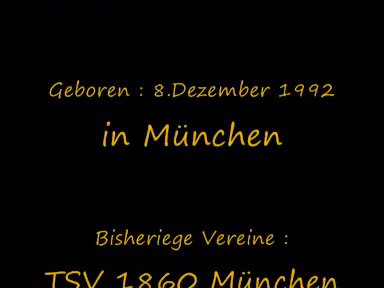 Geboren : 8.Dezember 1992
in München
Bisheriege Vereine :
TSV 1860 München